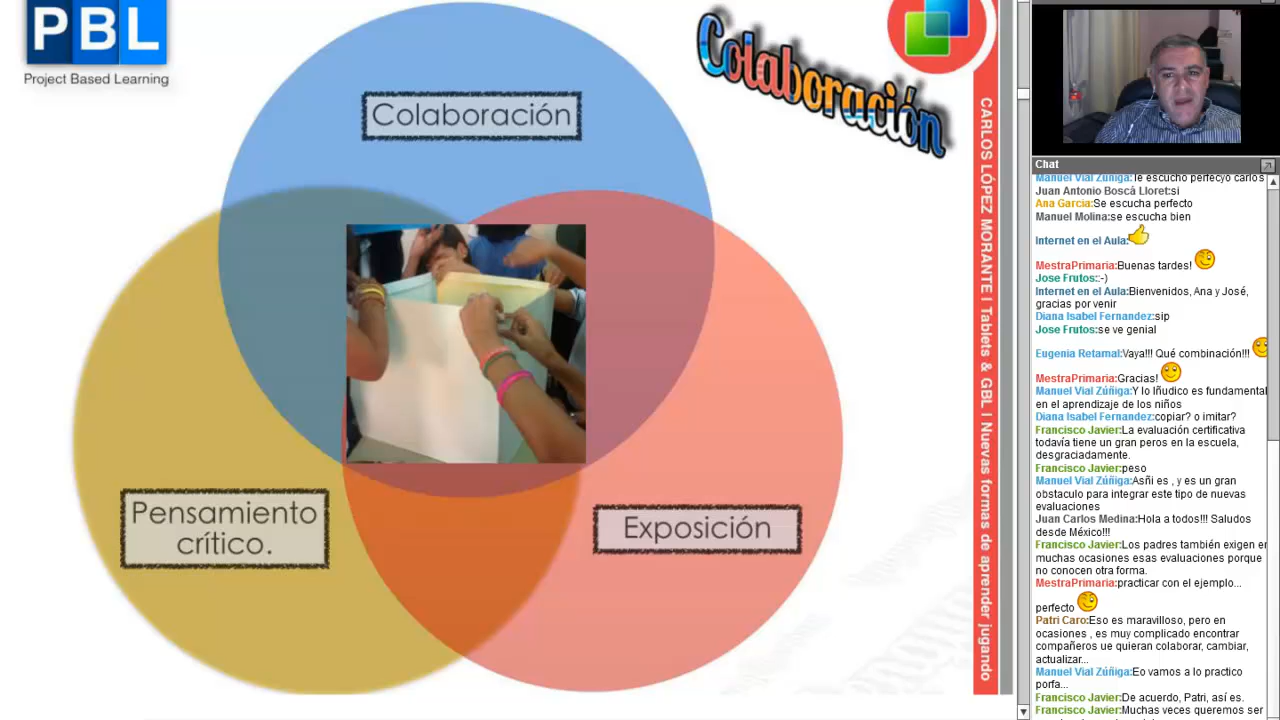 PBL
Project Based Learning
Colaboración
Colaboración
Pensamiento
crítico.
Exposición
CARLOS LÓPEZ MORANTE I Tablets & GBL I Nuevas formas de aprender jugando
Chat
Manuel Vial Zúñiga:Te escucho perfecyo carlos
Juan Antonio Boscá Lloret:si
Ana Garcia:Se escucha perfecto
Manuel Molina:se escucha bien
Internet en el Aula:
MestraPrimaria:Buenas tardes!
Jose Frutos::-)
Internet en el Aula:Bienvenidos, Ana y José,
gracias por venir
Diana Isabel Fernandez:sip
Jose Frutos:se ve genial
Eugenia Retamal:Vaya!!! Qué combinación!!!
MestraPrimaria:Gracias!
Manuel Vial Zúñiga:Y lo lñudico es fundamental
en el aprendizaje de los niños
Diana Isabel Fernandez:copiar? o imitar?
Francisco Javier:La evaluación certificativa
todavía tiene un gran peros en la escuela,
desgraciadamente.
Francisco Javier:peso
Manuel Vial Zúñiga:Asñi es , y es un gran
obstaculo para integrar este tipo de nuevas
evaluaciones
Juan Carlos Medina:Hola a todos!!! Saludos
desde México!!!
Francisco Javier:Los padres también exigen en
muchas ocasiones esas evaluaciones porque
no conocen otra forma.
MestraPrimaria:practicar con el ejemplo...
perfecto
Patri Caro:Eso es maravilloso, pero en
ocasiones , es muy complicado encontrar
compañeros ue quieran colaborar, cambiar,
actualizar...
Manuel Vial Zúñiga:Eo vamos a lo practico
porfa...
Francisco Javier:De acuerdo, Patri, así es.
Francisco Javier:Muchas veces queremos ser